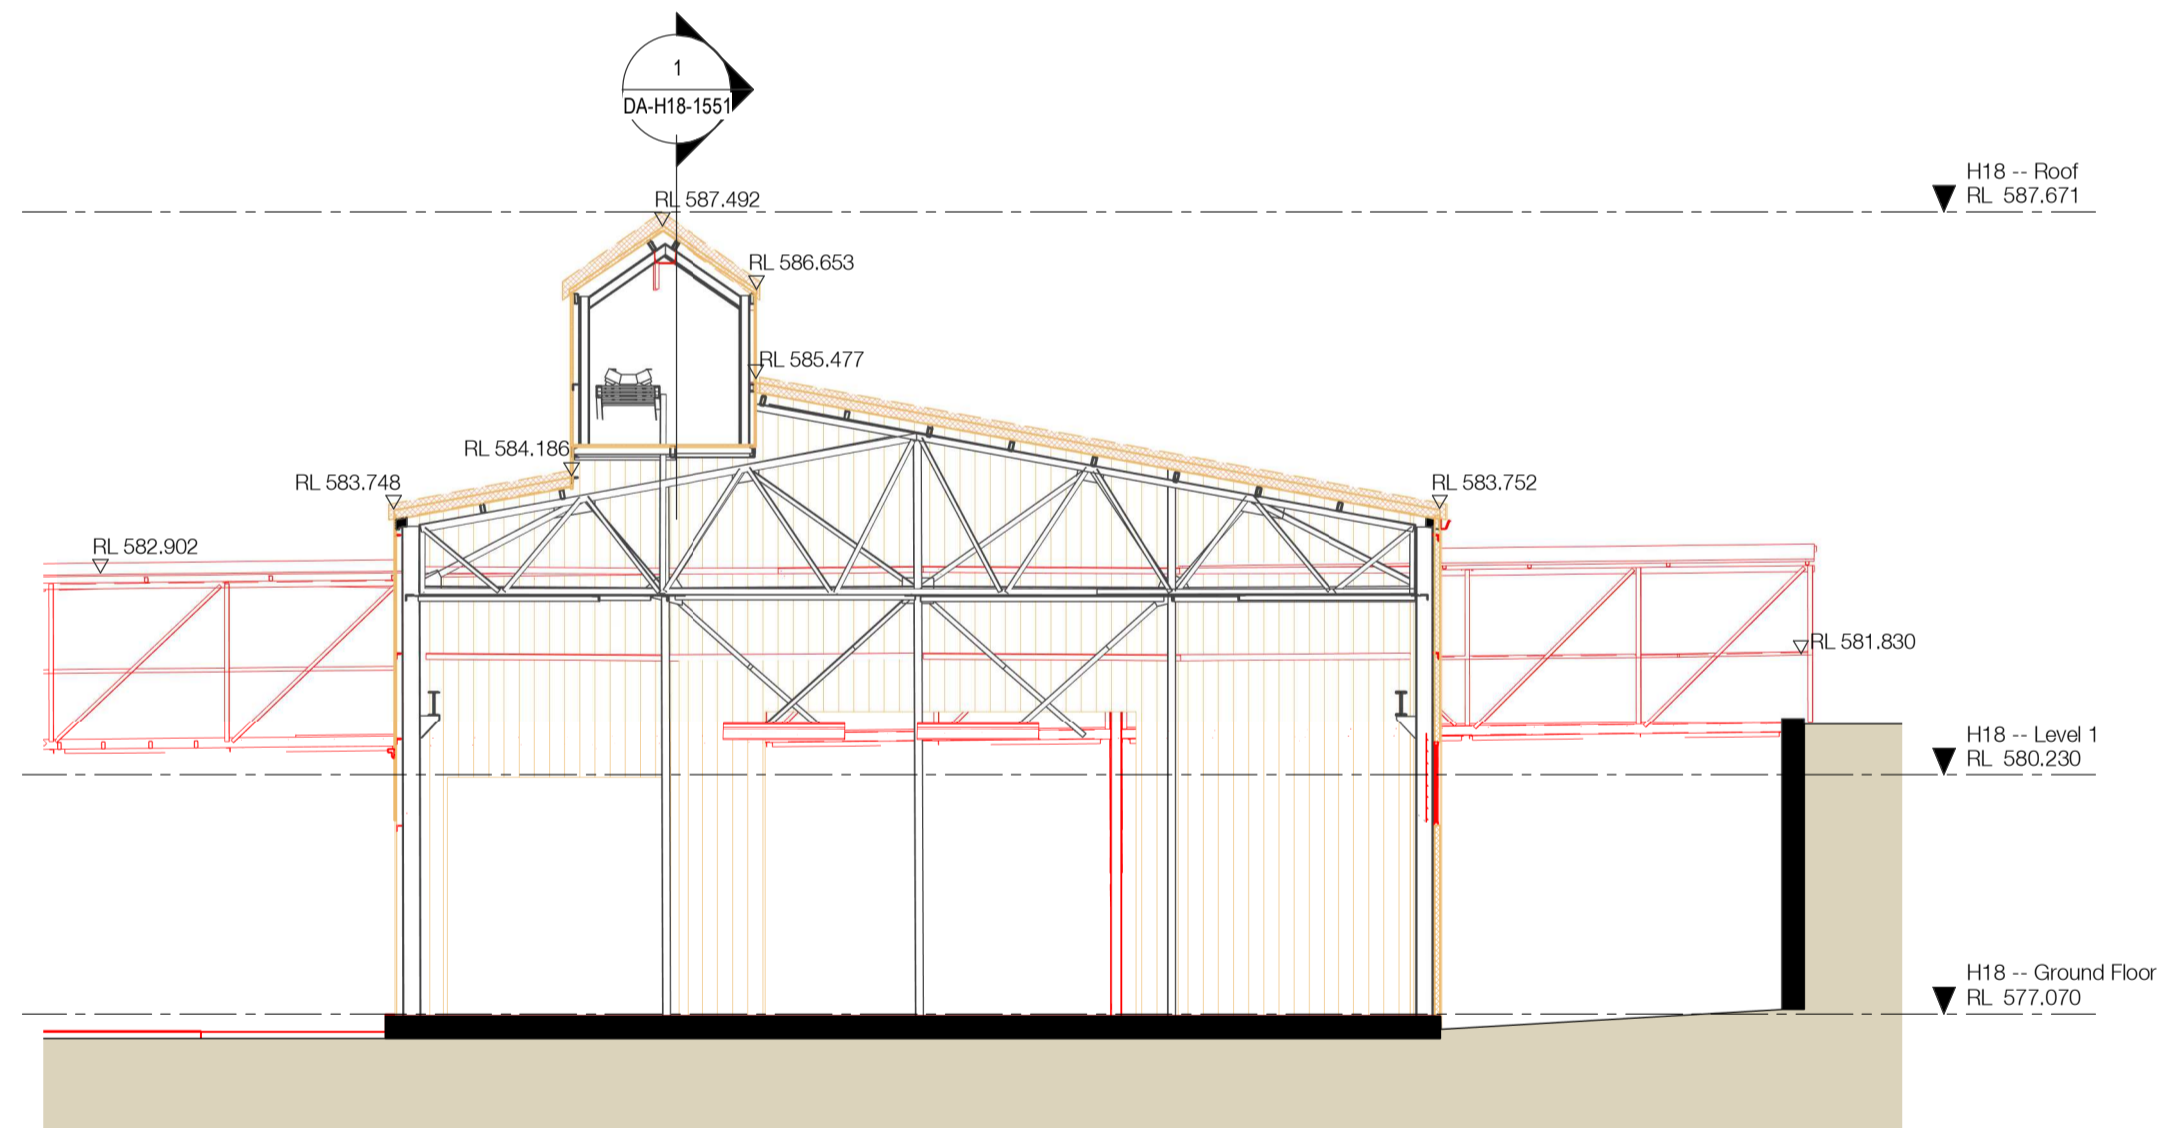 1
DA-H18-1551
H18 -- Roof
RL 587.671
RL 587.492
RL 586.653
RL 585.477
RL 584.186
RL 583.748
RL 583.752
RL 582.902
RL 581.830
H18 -- Level 1
RL 580.230
H18 -- Ground Floor
RL 577.070